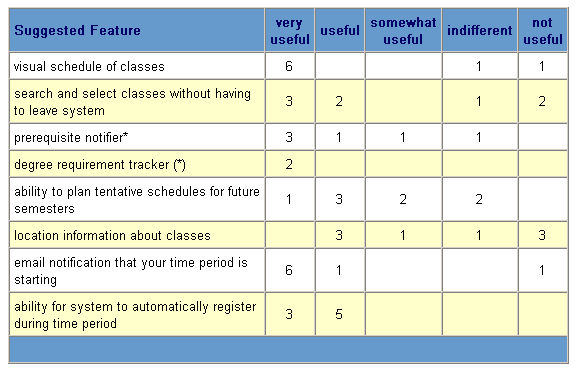 Suggested Feature very useful useful somewhat useful indifferent not useful
visual schedule of classes 6 1 1
search and select classes without having to leave system 3 2 1 2
prerequisite notifier* 3 1 1 1
degree requirement tracker (*) 2
ability to plan tentative schedules for future semesters 1 3 2 2
location information about classes 3 1 1 3
email notification that your time period is starting 6 1 1
ability for system to automatically register during time period 3 5